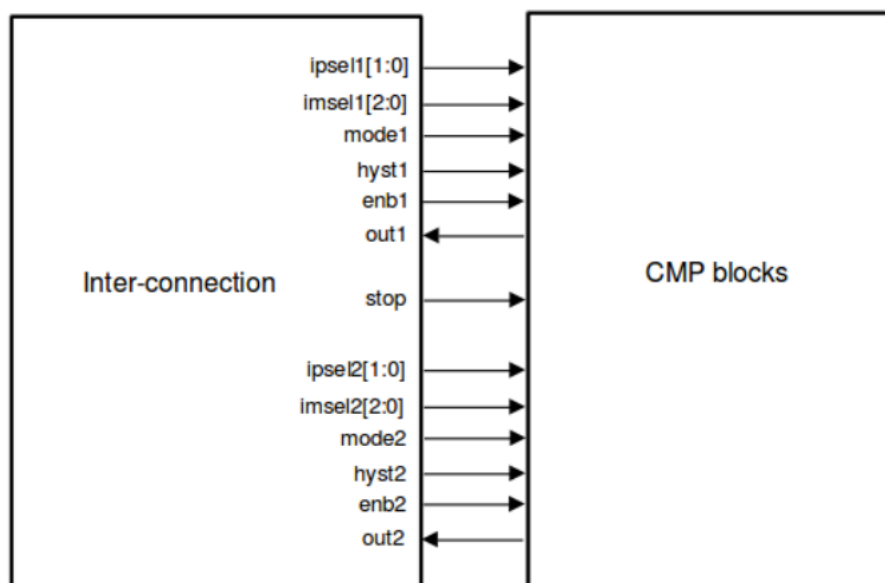 ipsel1[1:0]
imsel1[2:0]
mode1
hyst1
enb1
out1
Inter-connection
CMP blocks
stop
ipsel2[1:0]
imsel2[2:0]
mode2
hyst2
enb2
out2